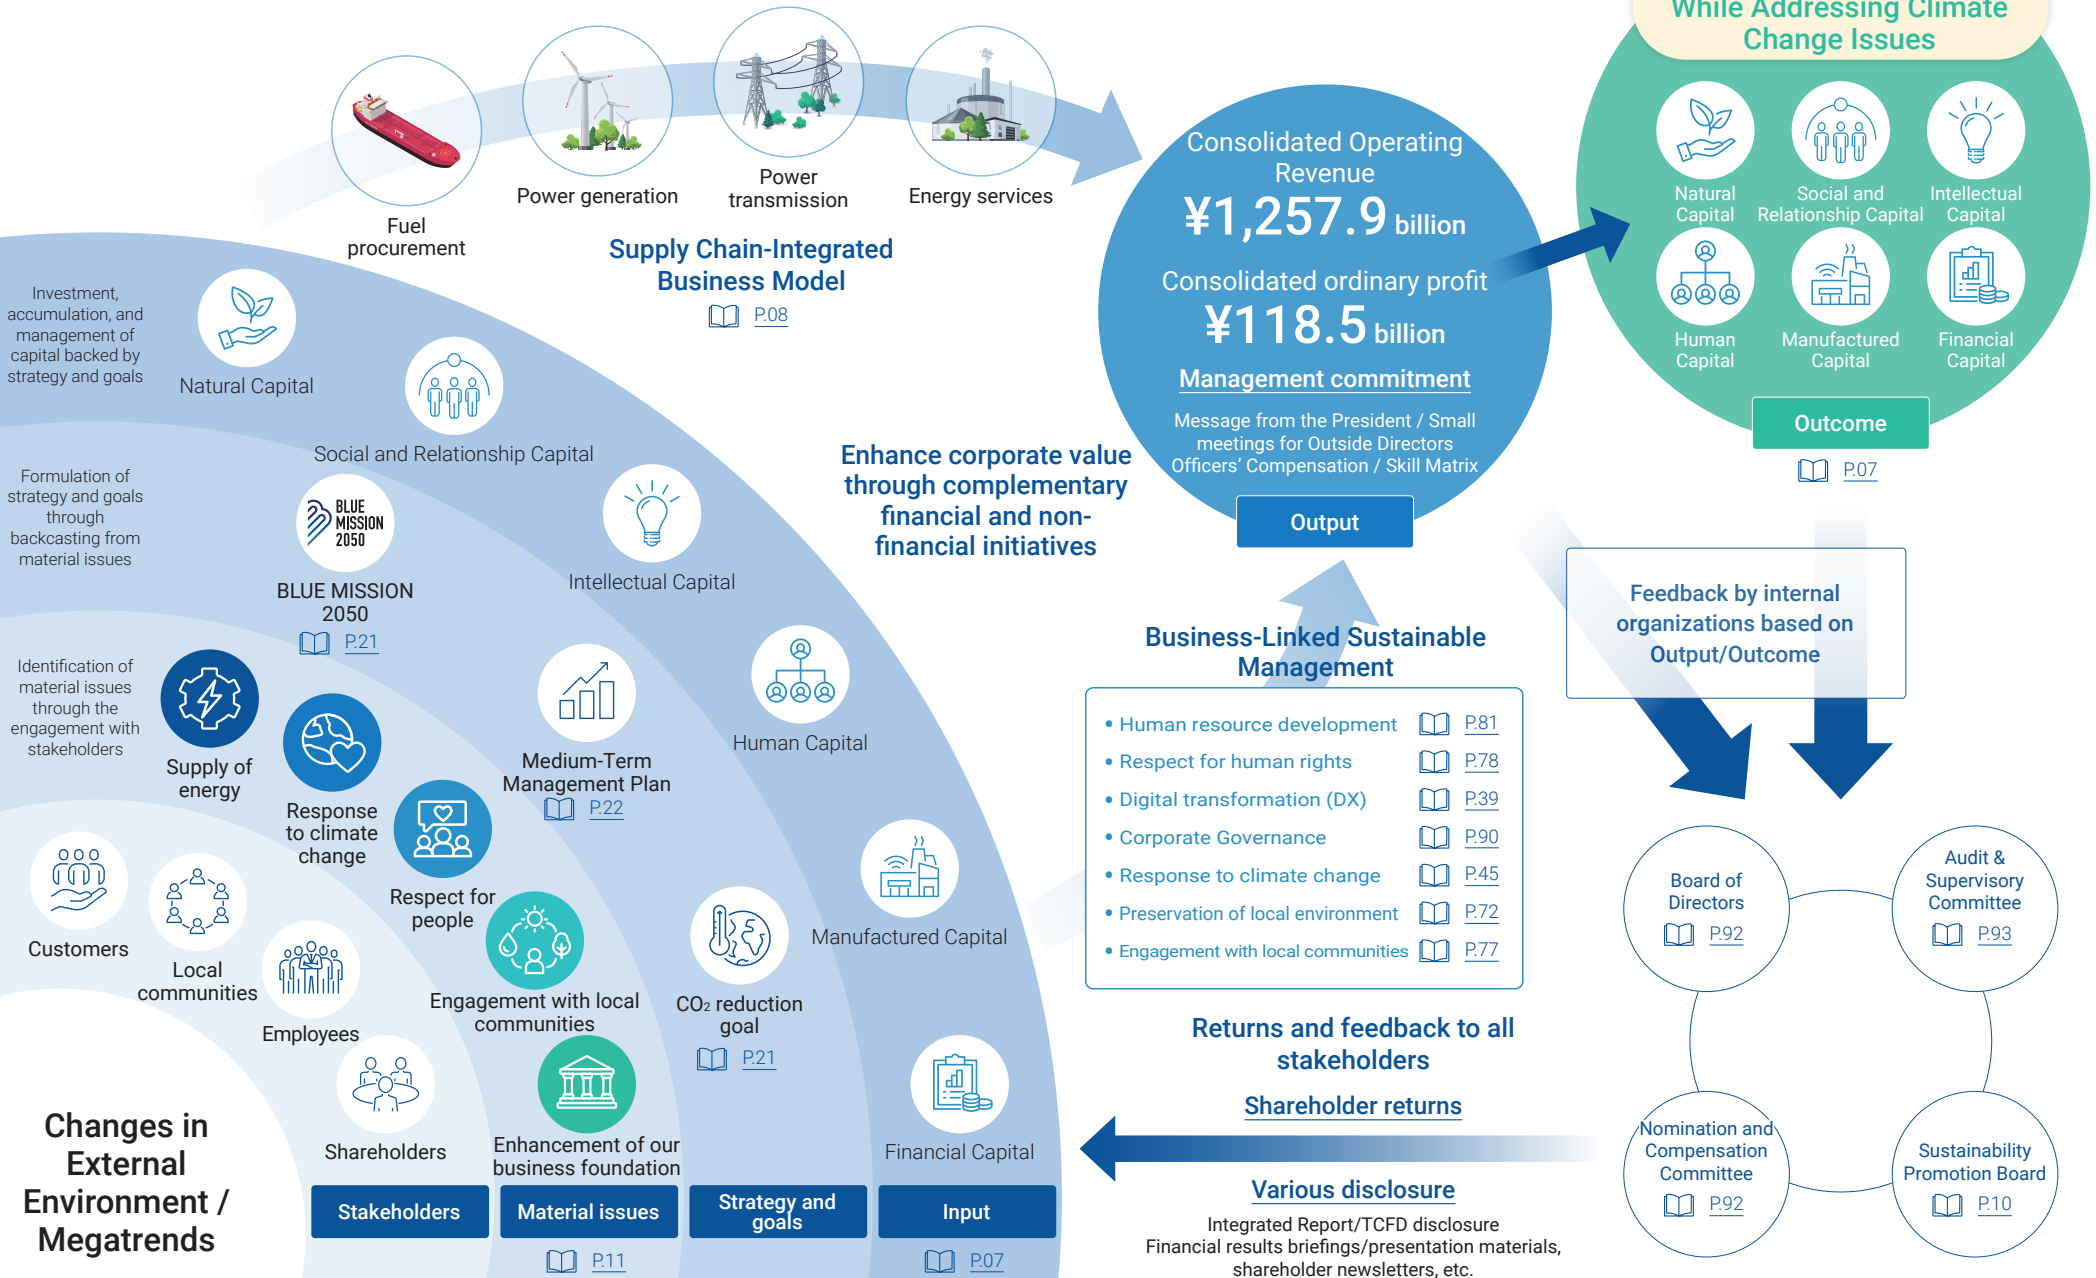 While Addressing Climate
Change Issues
Natural
Capital
Social and
Relationship Capital
Intellectual
Capital
Human
Capital
Manufactured
Capital
Financial
Capital
Outcome
P.07
Fuel
procurement
Power generation
Power
transmission
Energy services
Supply Chain-Integrated
Business Model
P.08
Consolidated Operating
Revenue
¥1,257.9 billion
Consolidated ordinary profit
¥118.5 billion
Management commitment
Message from the President / Small
meetings for Outside Directors
Officers' Compensation / Skill Matrix
Output
Enhance corporate value
through complementary
financial and non-
financial initiatives
Investment,
accumulation, and
management of
capital backed by
strategy and goals
Natural Capital
Social and Relationship Capital
Intellectual Capital
Human Capital
Manufactured Capital
Financial Capital
Input
P.07
Formulation of
strategy and goals
through
backcasting from
material issues
BLUE
MISSION
2050
BLUE MISSION
2050
P.21
Medium-Term
Management Plan
P.22
CO2 reduction
goal
P.21
Strategy and
goals
Identification of
material issues
through the
engagement with
stakeholders
Supply of
energy
Response
to climate
change
Respect for
people
Engagement with local
communities
Enhancement of our
business foundation
Material issues
P.11
Customers
Local
communities
Employees
Shareholders
Stakeholders
Changes in
External
Environment /
Megatrends
Business-Linked Sustainable
Management
• Human resource development P.81
• Respect for human rights P.78
• Digital transformation (DX) P.39
• Corporate Governance P.90
• Response to climate change P.45
• Preservation of local environment P.72
• Engagement with local communities P.77
Returns and feedback to all
stakeholders
Shareholder returns
Various disclosure
Integrated Report/TCFD disclosure
Financial results briefings/presentation materials,
shareholder newsletters, etc.
Feedback by internal
organizations based on
Output/Outcome
Board of
Directors
P.92
Audit &
Supervisory
Committee
P.93
Nomination and
Compensation
Committee
P.92
Sustainability
Promotion Board
P.10